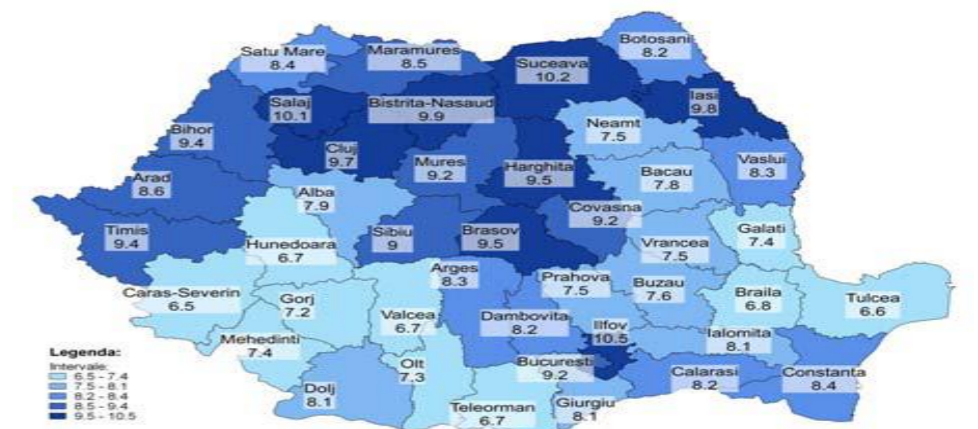 Botosani
8.2
Satu Mare
8.4
Maramures
8.5
Suceava
10.2
Iasi
9.8
Salaj
10.1
Bistrita-Nasaud
9.9
Neamt
7.5
Bihor
9.4
Cluj
9.7
Mures
9.2
Harghita
9.5
Bacau
7.8
Vaslui
8.3
Arad
8.6
Alba
7.9
Covasna
9.2
Timis
9.4
Hunedoara
6.7
Sibiu
9
Brasov
9.5
Vrancea
7.5
Galati
7.4
Caras-Severin
6.5
Gorj
7.2
Valcea
6.7
Arges
8.3
Prahova
7.5
Buzau
7.6
Braila
6.8
Tulcea
6.6
Mehedinti
7.4
Dambovita
8.2
Ilfov
10.5
Ialomita
8.1
Olt
7.3
Bucuresti
9.2
Calarasi
8.2
Constanta
8.4
Dolj
8.1
Teleorman
6.7
Giurgiu
8.1
Legenda:
Intervale:
6.5 - 7.4
7.5 - 8.1
8.2 - 8.4
8.5 - 9.4
9.5 - 10.5